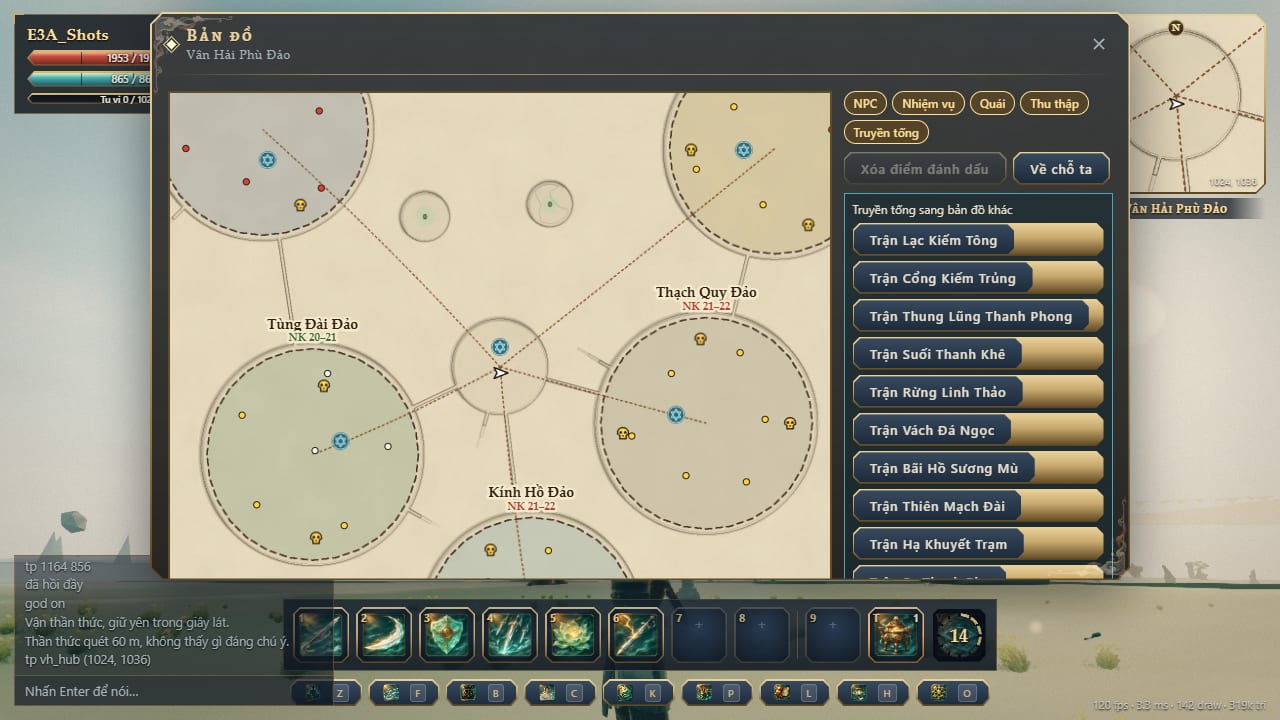 E3A_Shots
1953 / 19
865 / 86
Tu vi 0 / 102
BẢN ĐỒ
Vân Hải Phù Đảo
Tùng Đài Đảo
NK 20–21
Thạch Quy Đảo
NK 21–22
Kính Hồ Đảo
NK 21–22
NPC
Nhiệm vụ
Quái
Thu thập
Truyền tống
Xóa điểm đánh dấu
Về chỗ ta
Truyền tống sang bản đồ khác
Trận Lạc Kiếm Tông
Trận Cổng Kiếm Trủng
Trận Thung Lũng Thanh Phong
Trận Suối Thanh Khê
Trận Rừng Linh Thảo
Trận Vách Đá Ngọc
Trận Bãi Hồ Sương Mù
Trận Thiên Mạch Đài
Trận Hạ Khuyết Trạm
N
1024, 1036
VÂN HẢI PHÙ ĐẢO
tp 1164 856
đã hồi đầy
god on
Vận thần thức, giữ yên trong giây lát.
Thần thức quét 60 m, không thấy gì đáng chú ý.
tp vh_hub (1024, 1036)
Nhấn Enter để nói...
1 2 3 4 5 6 7 8 9 T 1 14
Z F B C K P L H O
120 fps · 3.3 ms · 142 draw · 319k tri